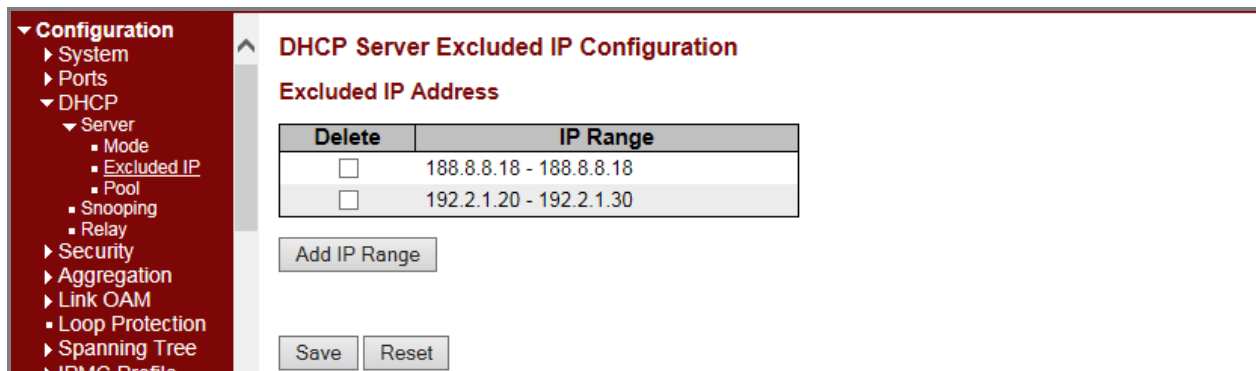 Configuration
System
Ports
DHCP
Server
Mode
Excluded IP
Pool
Snooping
Relay
Security
Aggregation
Link OAM
Loop Protection
Spanning Tree
IPMC Profile
DHCP Server Excluded IP Configuration
Excluded IP Address
Delete IP Range
188.8.8.18 - 188.8.8.18
192.2.1.20 - 192.2.1.30
Add IP Range
Save Reset